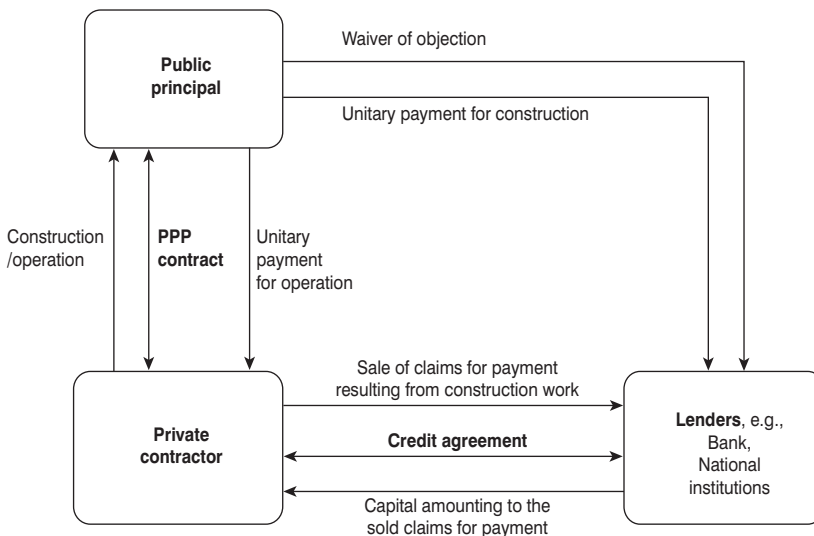 Waiver of objection
Public
principal
Unitary payment for construction
Construction
/operation
PPP
contract
Unitary
payment
for operation
Sale of claims for payment
resulting from construction work
Private
contractor
Credit agreement
Lenders, e.g.,
Bank,
National
institutions
Capital amounting to the
sold claims for payment